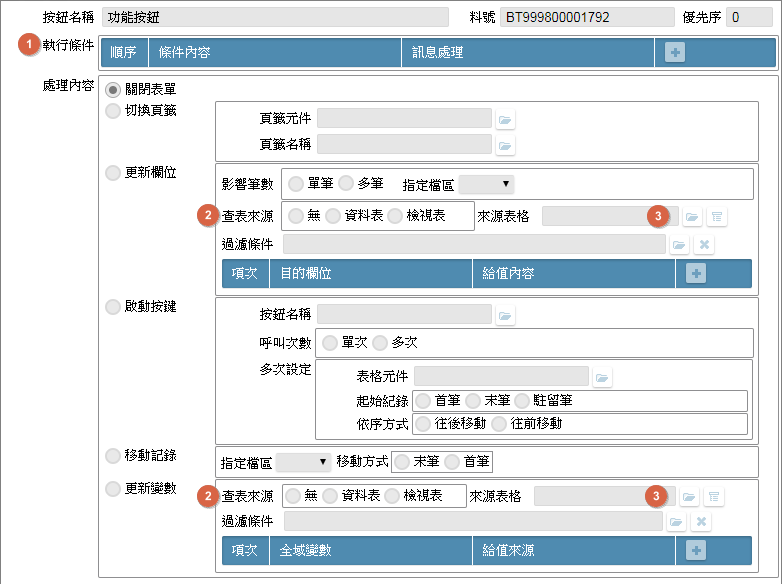 按鈕名稱 功能按鈕 料號 BT999800001792 優先序 0
1 執行條件 順序 條件內容 訊息處理 +
處理內容 關閉表單
切換頁籤
頁籤元件
頁籤名稱
更新欄位
影響筆數 單筆 多筆 指定檔區
2 查表來源 無 資料表 檢視表 來源表格 3
過濾條件
項次 目的欄位 給值內容 +
啟動按鍵
按鈕名稱
呼叫次數 單次 多次
多次設定
表格元件
起始紀錄 首筆 末筆 駐留筆
依序方式 往後移動 往前移動
移動記錄
指定檔區 移動方式 末筆 首筆
更新變數
2 查表來源 無 資料表 檢視表 來源表格 3
過濾條件
項次 全域變數 給值來源 +